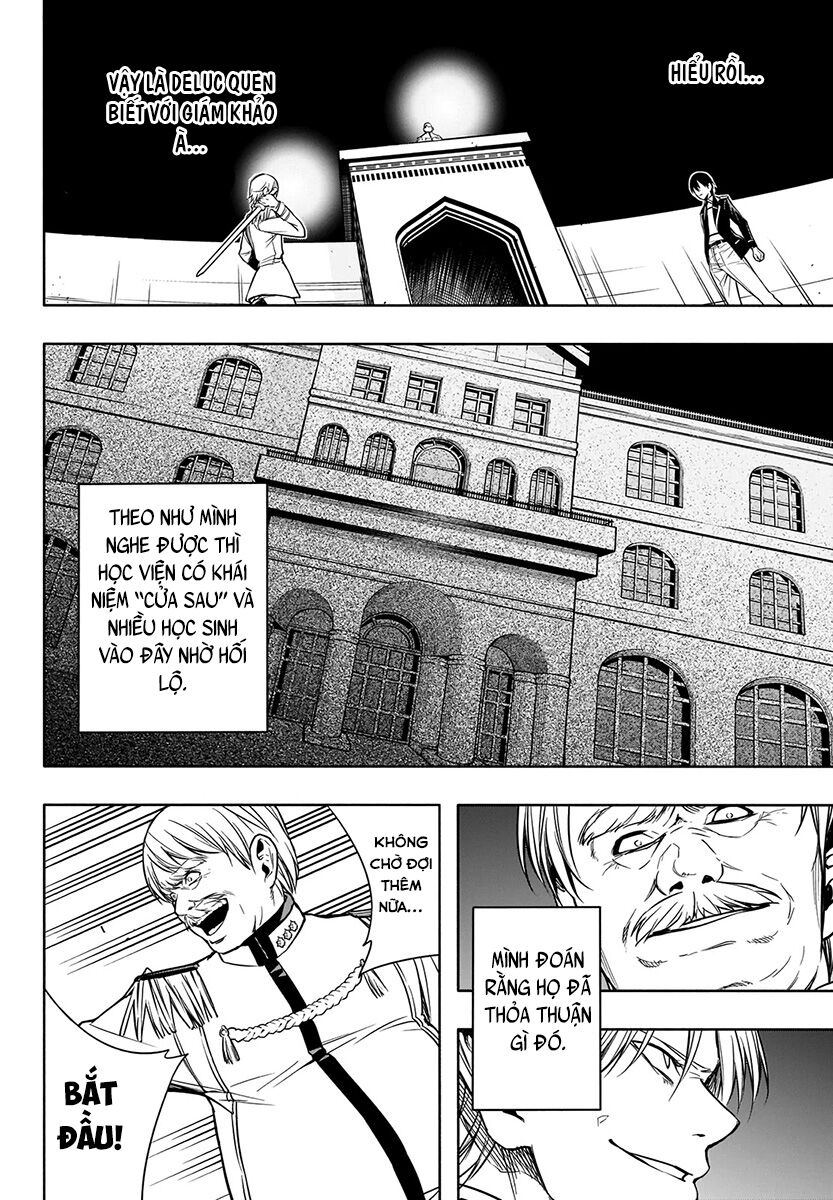 HIỂU RỒI...
VẬY LÀ DELUC QUEN
BIẾT VỚI GIÁM KHẢO
À...
THEO NHƯ MÌNH
NGHE ĐƯỢC THÌ
HỌC VIỆN CÓ KHÁI
NIỆM “CỬA SAU” VÀ
NHIỀU HỌC SINH
VÀO ĐÂY NHỜ HỐI
LỘ.
MÌNH ĐOÁN
RẰNG HỌ ĐÃ
THỎA THUẬN
GÌ ĐÓ.
KHÔNG
CHỜ ĐỢI
THÊM
NỮA...
BẮT
ĐẦU!